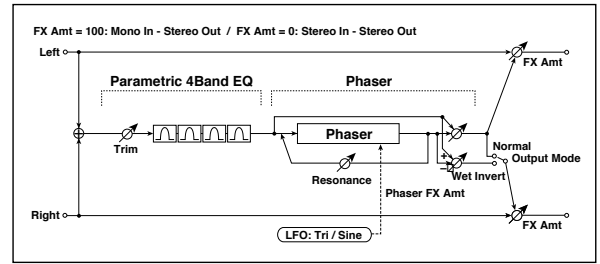 FX Amt = 100: Mono In - Stereo Out / FX Amt = 0: Stereo In - Stereo Out
Left
FX Amt
Parametric 4Band EQ
Phaser
Phaser
Trim
Normal
Output Mode
+
−
Wet Invert
Resonance
Phaser FX Amt
Right
FX Amt
LFO: Tri / Sine